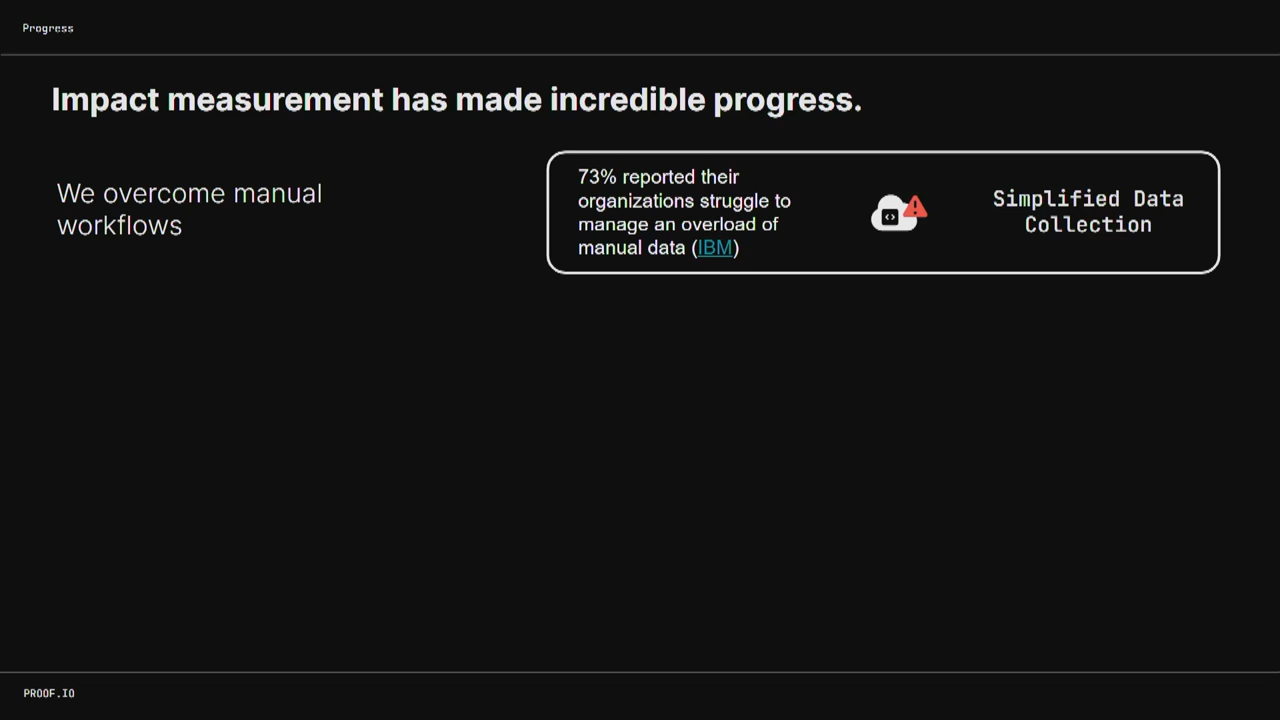 Progress
Impact measurement has made incredible progress.
We overcome manual
workflows
73% reported their
organizations struggle to
manage an overload of
manual data (IBM)
Simplified Data
Collection
PROOF.IO